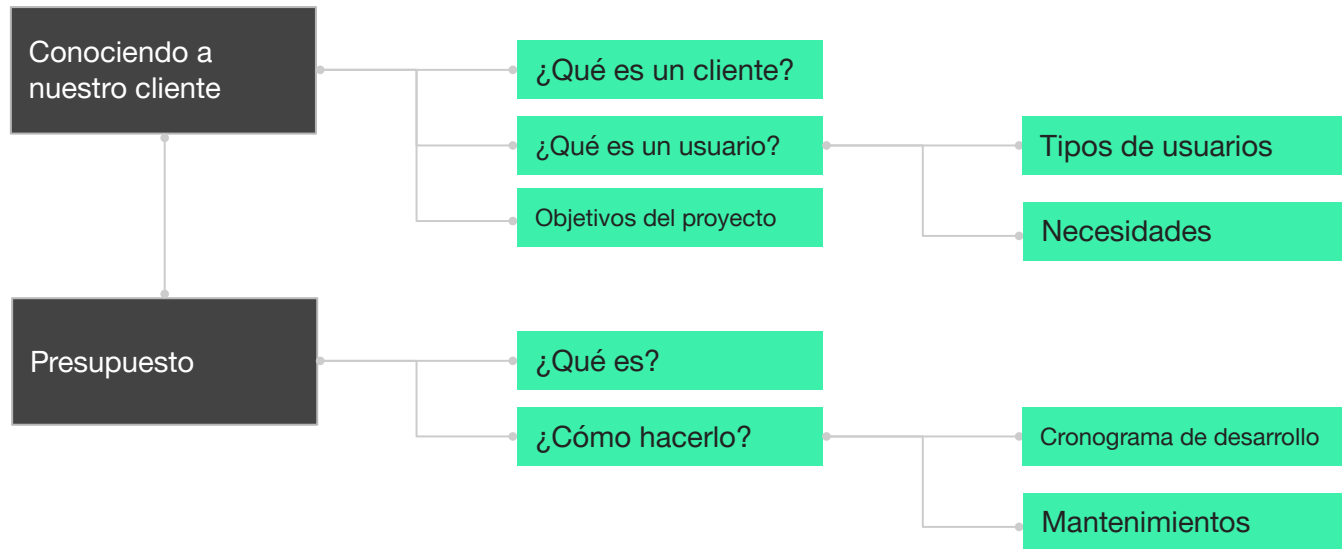 Conociendo a
nuestro cliente
¿Qué es un cliente?
¿Qué es un usuario?
Objetivos del proyecto
Tipos de usuarios
Necesidades
Presupuesto
¿Qué es?
¿Cómo hacerlo?
Cronograma de desarrollo
Mantenimientos